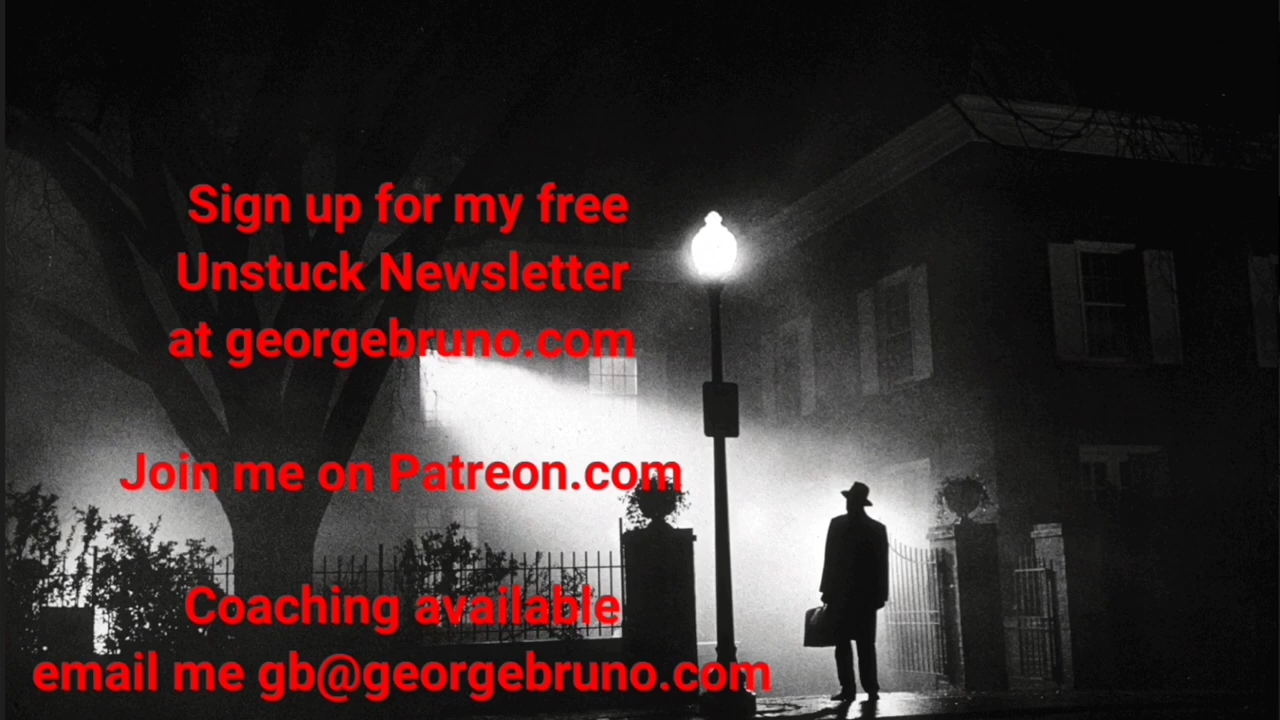 Sign up for my free
Unstuck Newsletter
at georgebruno.com
Join me on Patreon.com
Coaching available
email me gb@georgebruno.com